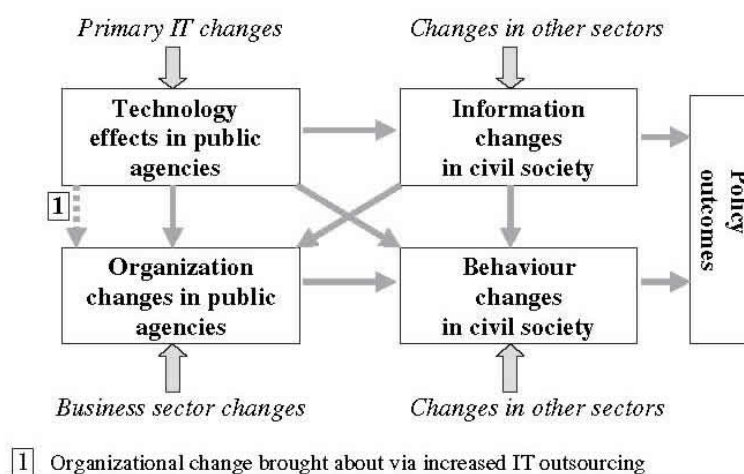 Primary IT changes
Changes in other sectors
Technology
effects in public
agencies
Information
changes
in civil society
Policy
outcomes
1
Organization
changes in public
agencies
Behaviour
changes
in civil society
Business sector changes
Changes in other sectors
1 Organizational change brought about via increased IT outsourcing